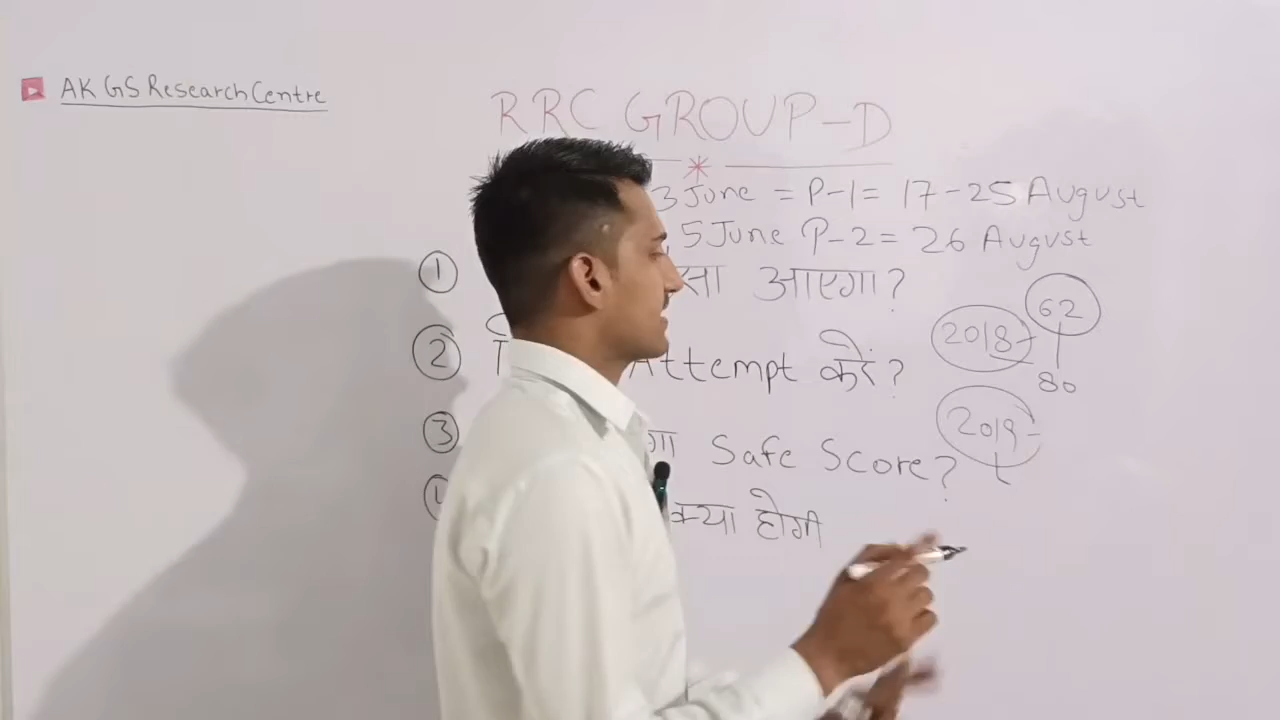 AK GS Research Centre
RRC GROUP-D
3 June = P-1 = 17-25 August
5 June P-2 = 26 August
① सा आएगा?
② Attempt करें?
③ गा Safe Score?
④ क्या होगी
2018- 62
80
2019-